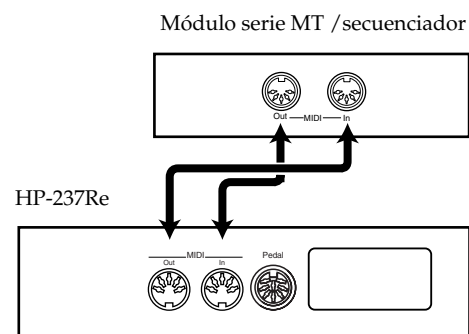 Módulo serie MT /secuenciador
Out MIDI In
HP-237Re
MIDI Pedal
Out In